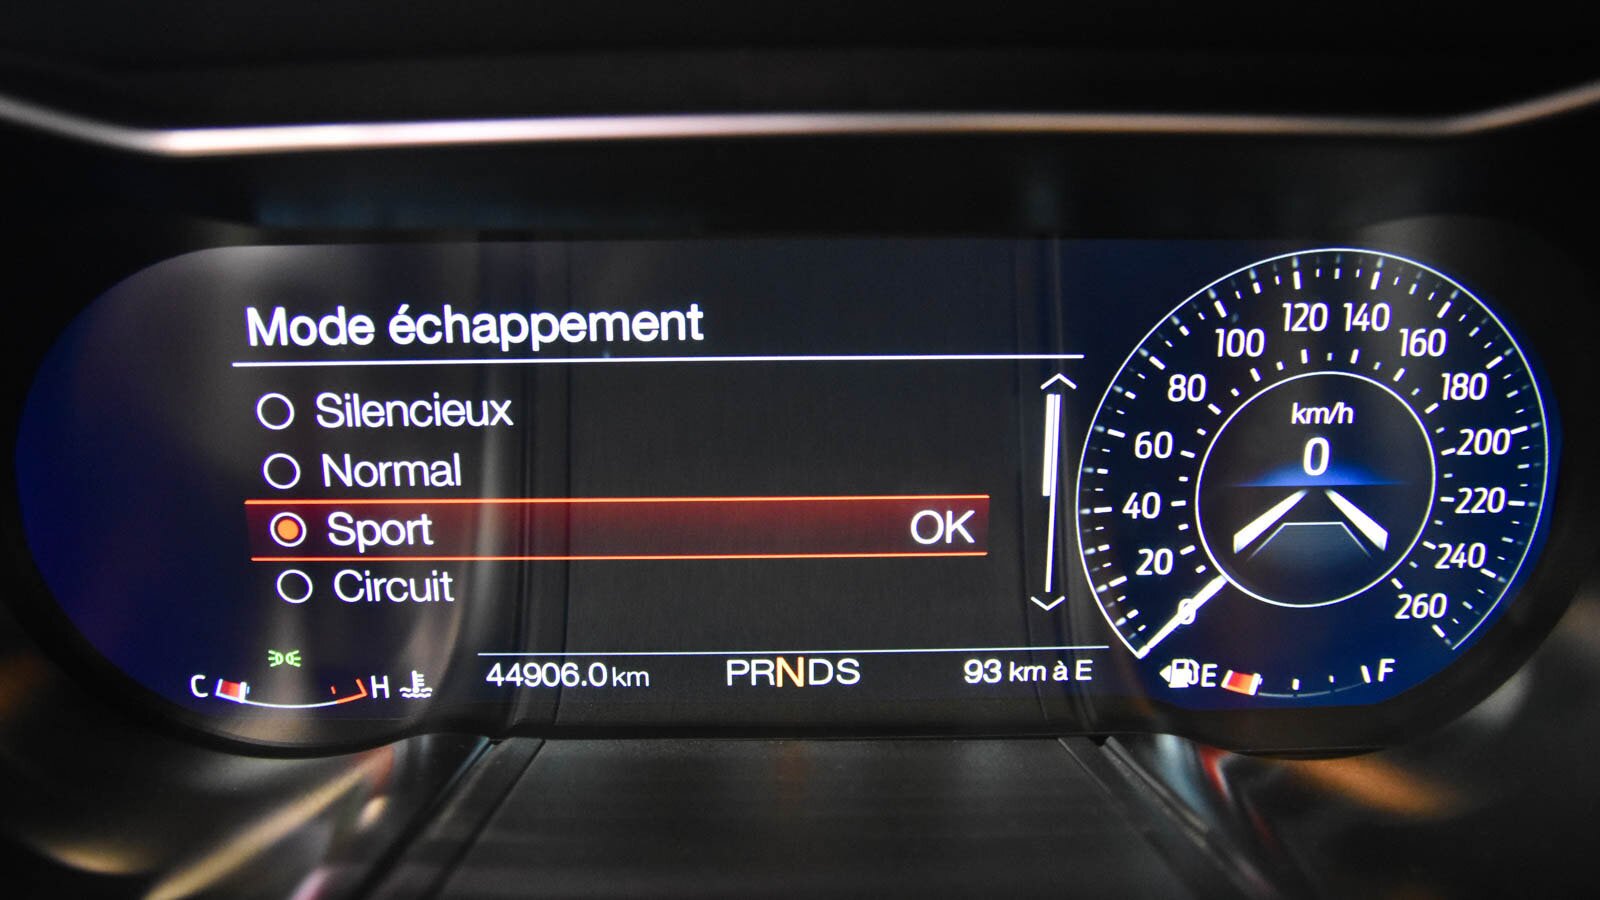 Mode échappement
Silencieux
Normal
Sport OK
Circuit
C H
44906.0 km
PRNDS
93 km à E
0
20
40
60
80
100
120
140
160
180
200
220
240
260
km/h
0
E F